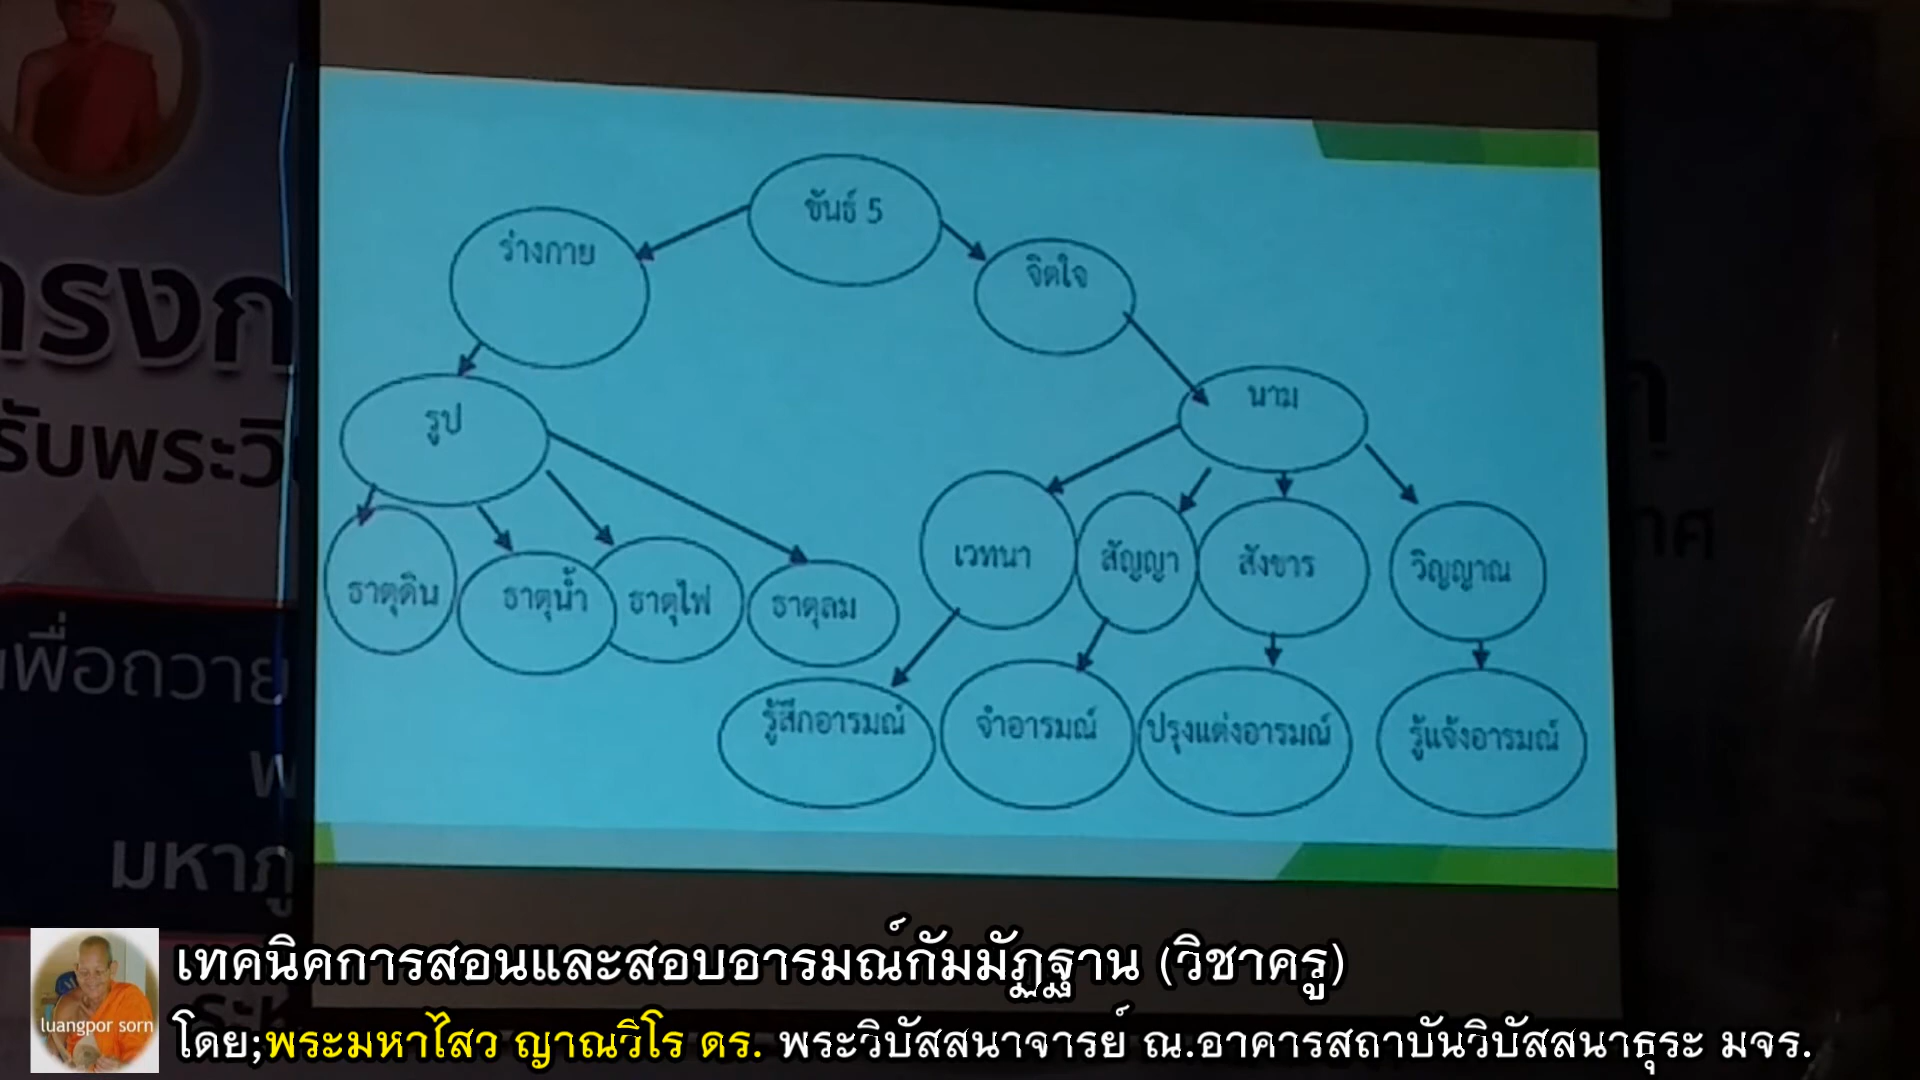 ขันธ์ 5
ร่างกาย
จิตใจ
รูป
นาม
ธาตุดิน
ธาตุน้ำ
ธาตุไฟ
ธาตุลม
เวทนา
สัญญา
สังขาร
วิญญาณ
รู้สึกอารมณ์
จำอารมณ์
ปรุงแต่งอารมณ์
รู้แจ้งอารมณ์
เพื่อถวาย
luangpor sorn
เทคนิคการสอนและสอบอารมณ์กัมมัฏฐาน (วิชาครู)
โดย;พระมหาไสว ญาณวิโร ดร. พระวิปัสสนาจารย์ ณ.อาคารสถาบันวิปัสสนาธุระ มจร.